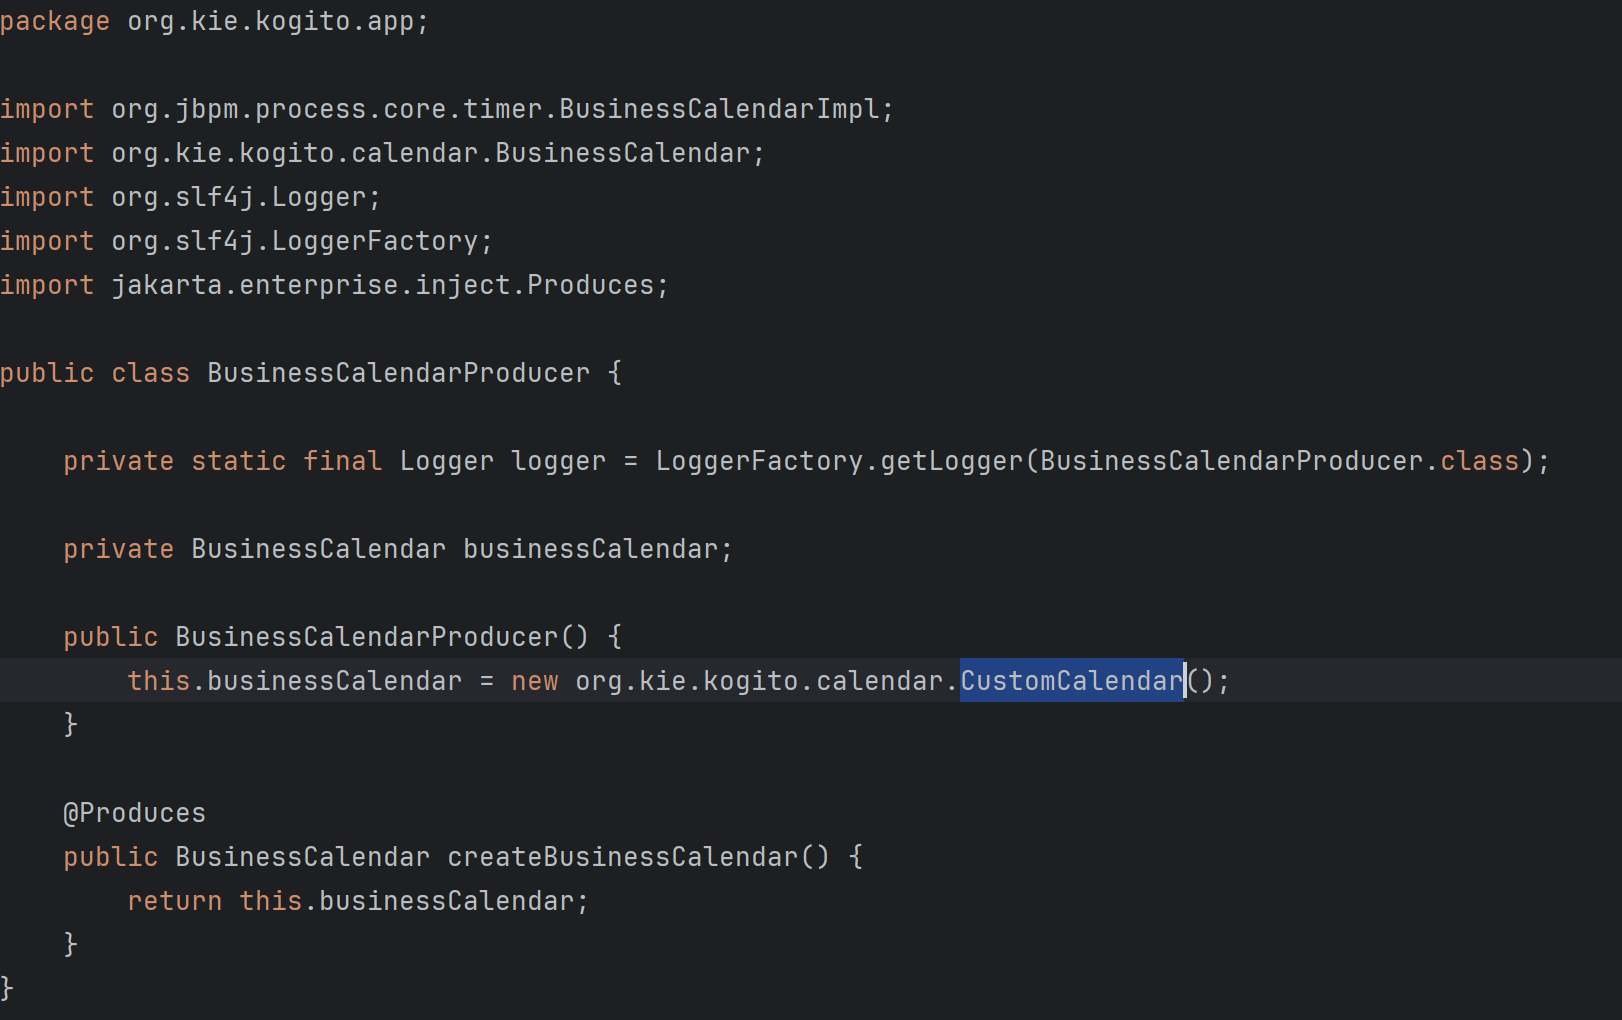 package org.kie.kogito.app;
import org.jbpm.process.core.timer.BusinessCalendarImpl;
import org.kie.kogito.calendar.BusinessCalendar;
import org.slf4j.Logger;
import org.slf4j.LoggerFactory;
import jakarta.enterprise.inject.Produces;
public class BusinessCalendarProducer {
private static final Logger logger = LoggerFactory.getLogger(BusinessCalendarProducer.class);
private BusinessCalendar businessCalendar;
public BusinessCalendarProducer() {
this.businessCalendar = new org.kie.kogito.calendar.CustomCalendar();
}
@Produces
public BusinessCalendar createBusinessCalendar() {
return this.businessCalendar;
}
}